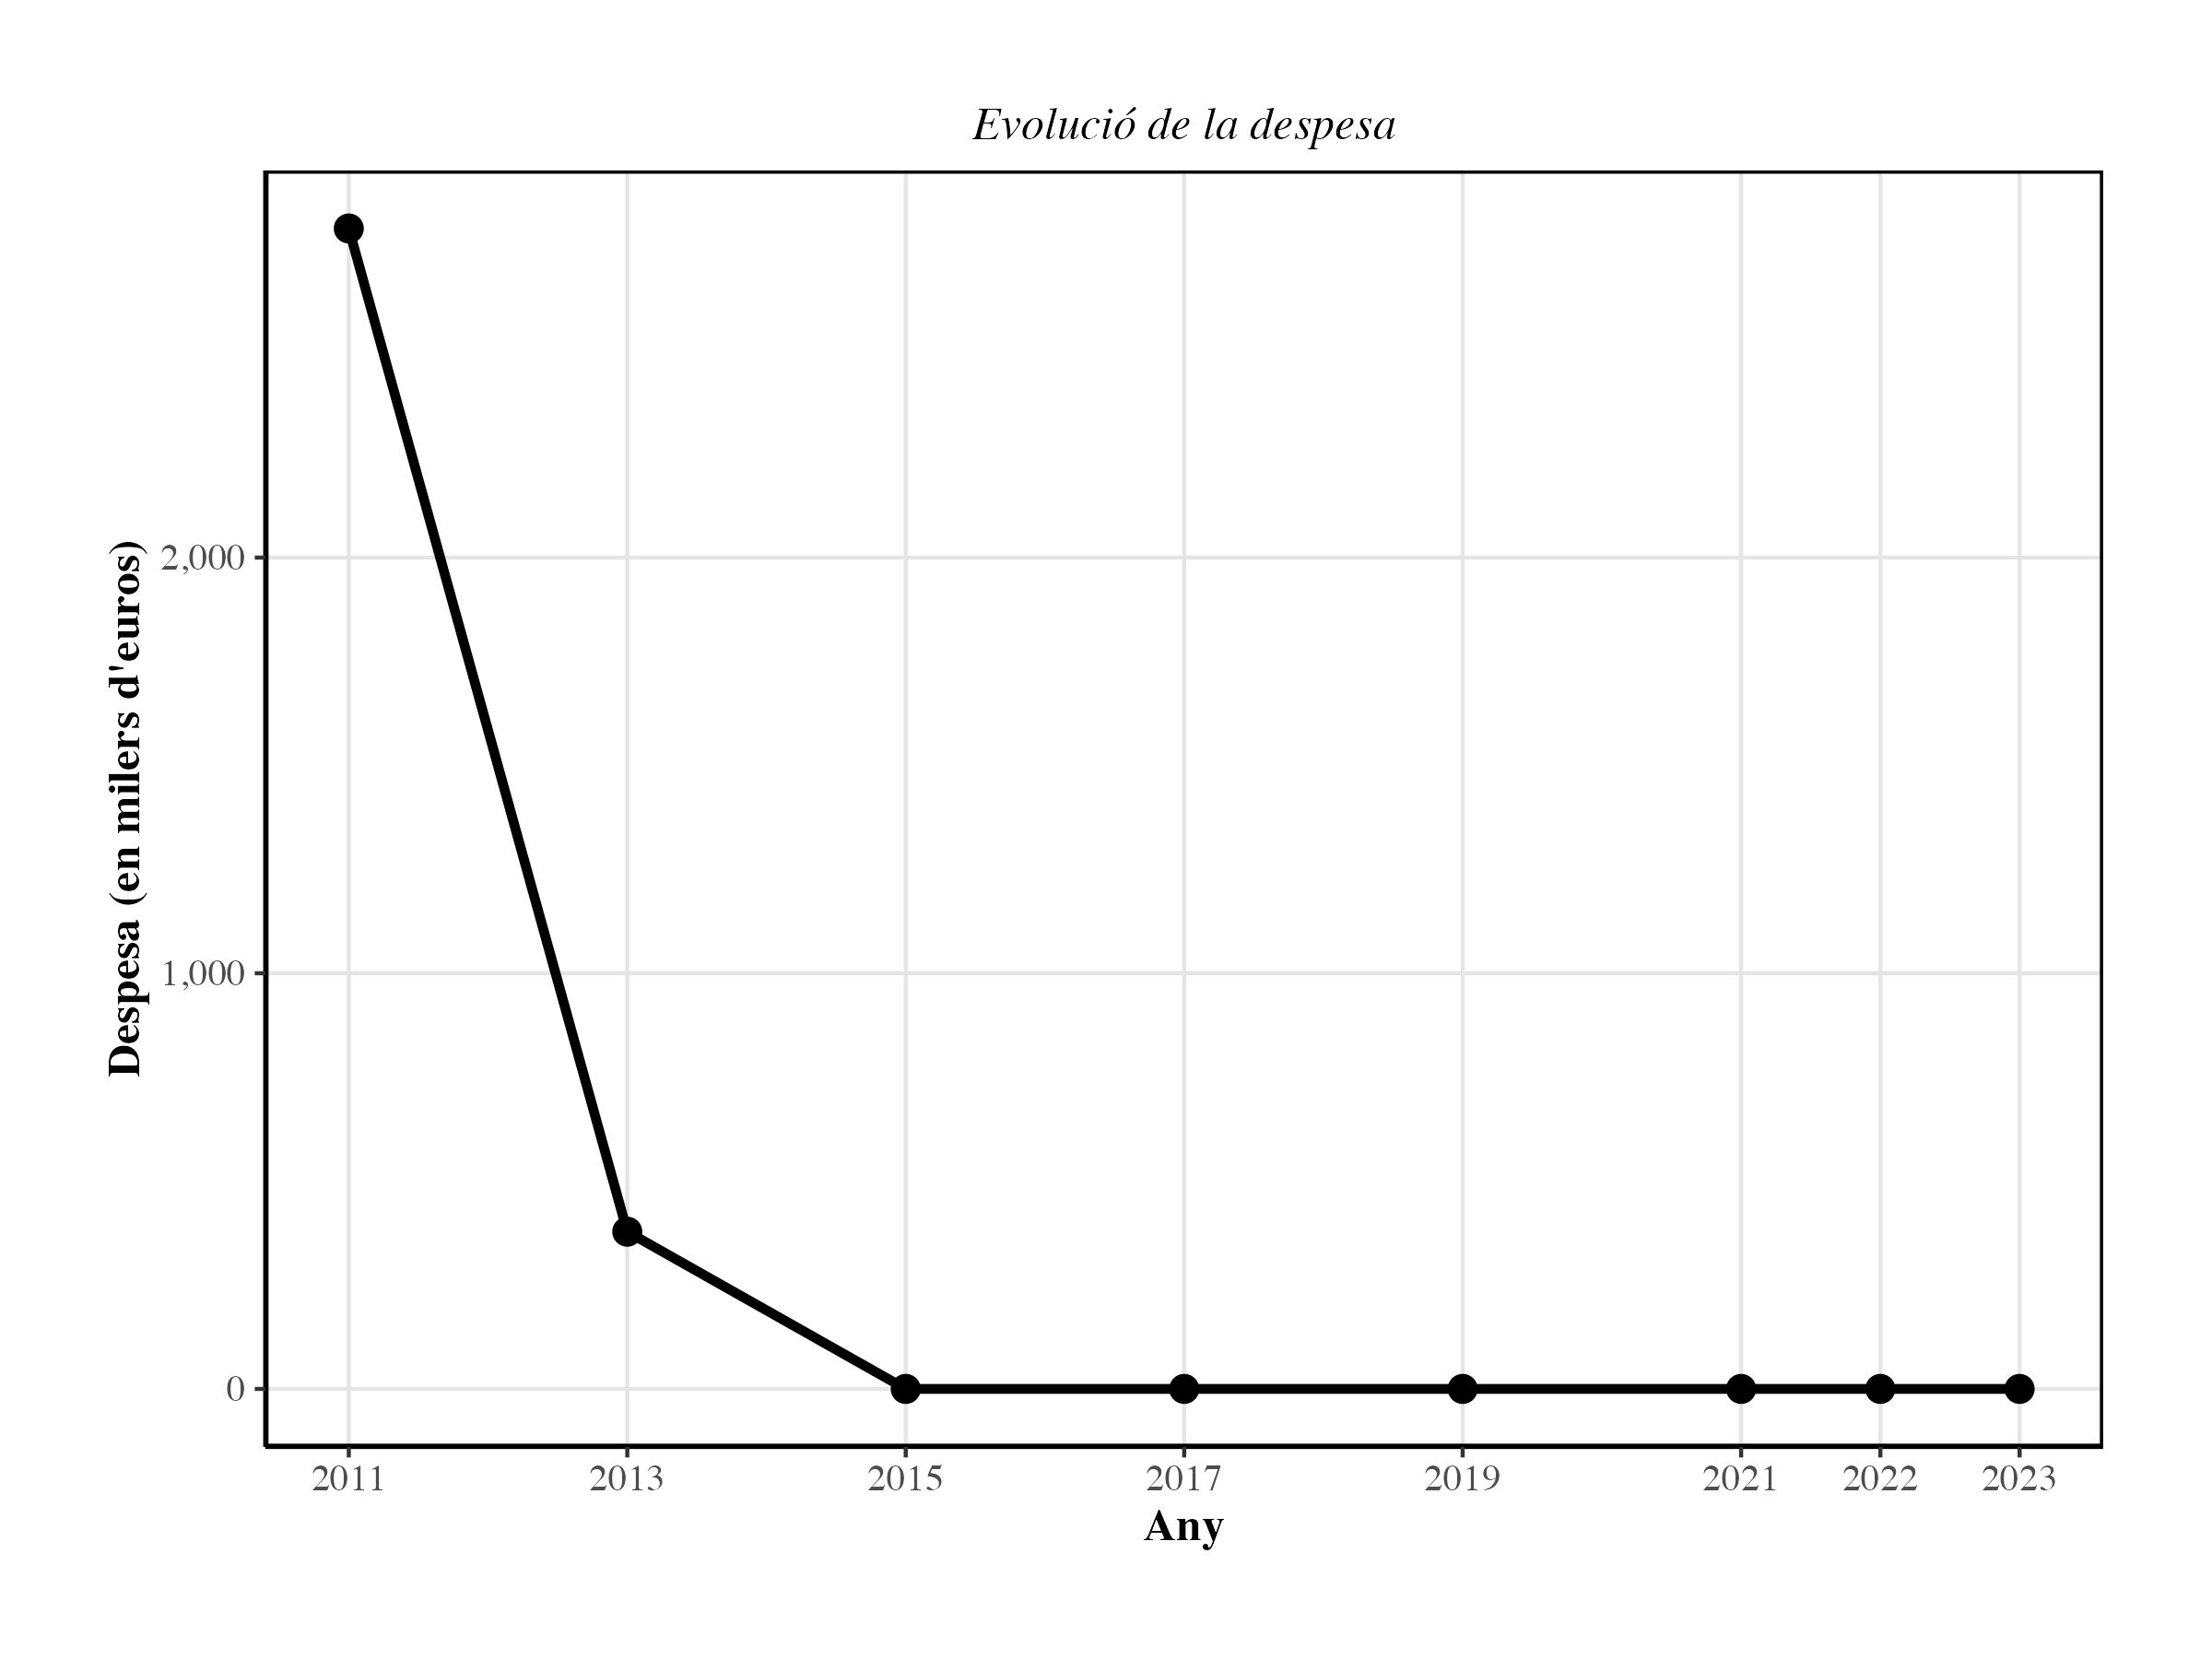 Evolució de la despesa
Despesa (en milers d'euros)
2,000
1,000
0
2011 2013 2015 2017 2019 2021 2022 2023
Any